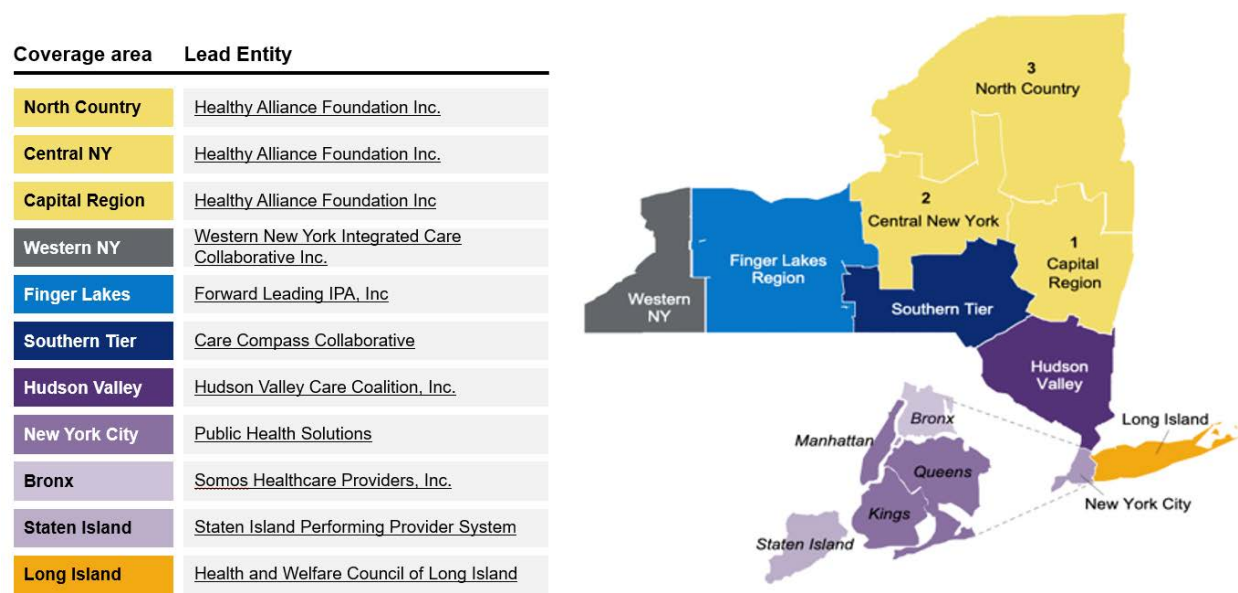 Coverage area Lead Entity
North Country Healthy Alliance Foundation Inc.
Central NY Healthy Alliance Foundation Inc.
Capital Region Healthy Alliance Foundation Inc
Western NY Western New York Integrated Care
Collaborative Inc.
Finger Lakes Forward Leading IPA, Inc
Southern Tier Care Compass Collaborative
Hudson Valley Hudson Valley Care Coalition, Inc.
New York City Public Health Solutions
Bronx Somos Healthcare Providers, Inc.
Staten Island Staten Island Performing Provider System
Long Island Health and Welfare Council of Long Island
3
North Country
2
Central New York
1
Capital
Region
Finger Lakes
Region
Western
NY
Southern Tier
Hudson
Valley
Long Island
Bronx
Manhattan
Queens
New York City
Kings
Staten Island